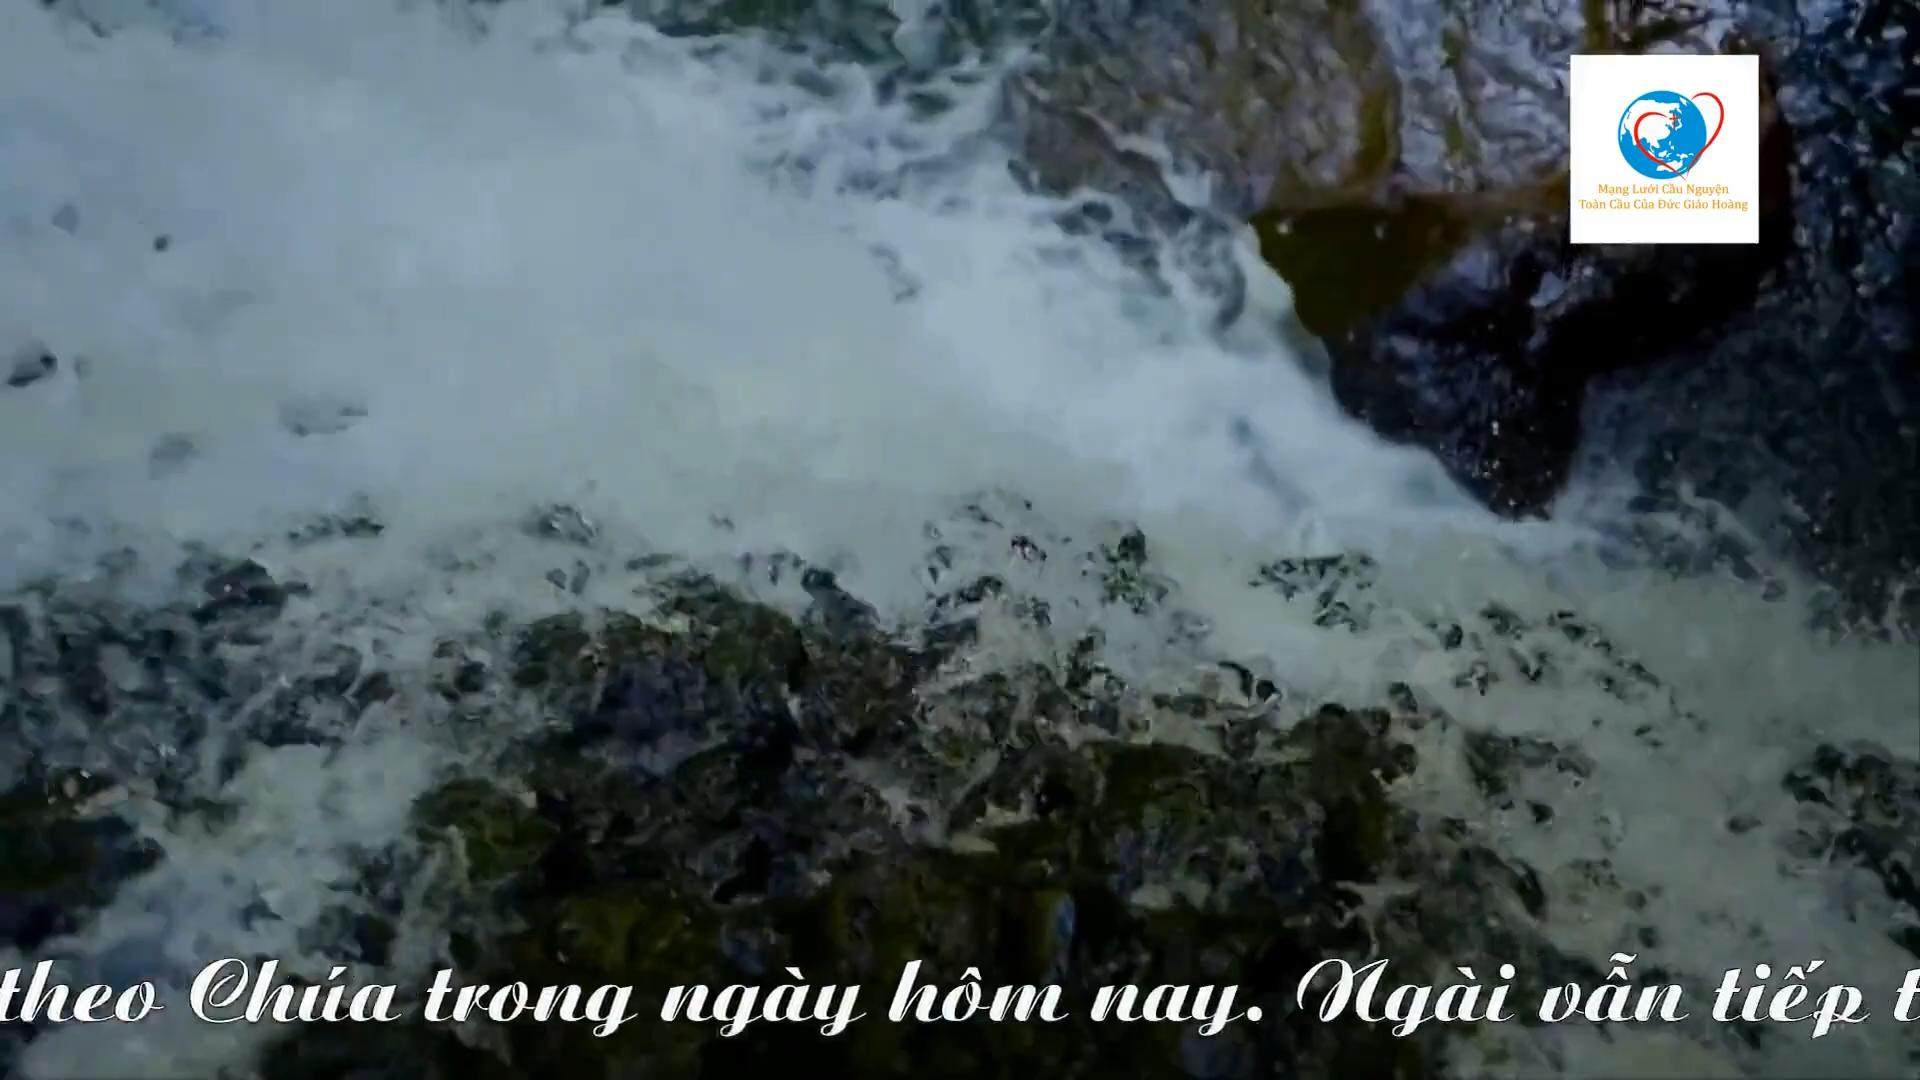 Mạng Lưới Cầu Nguyện
Toàn Cầu Của Đức Giáo Hoàng
theo Chúa trong ngày hôm nay. Ngài vẫn tiếp t